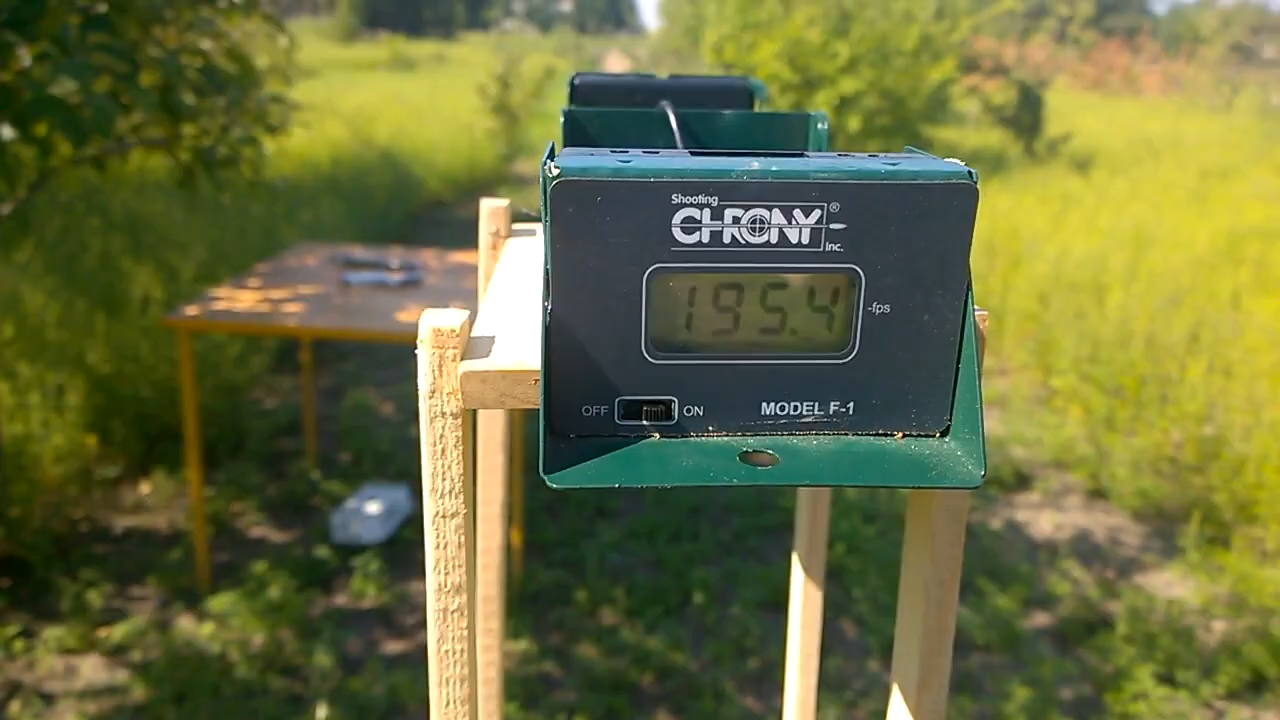 Shooting
CHRONY ®
Inc.
195.4 -fps
OFF ON MODEL F-1